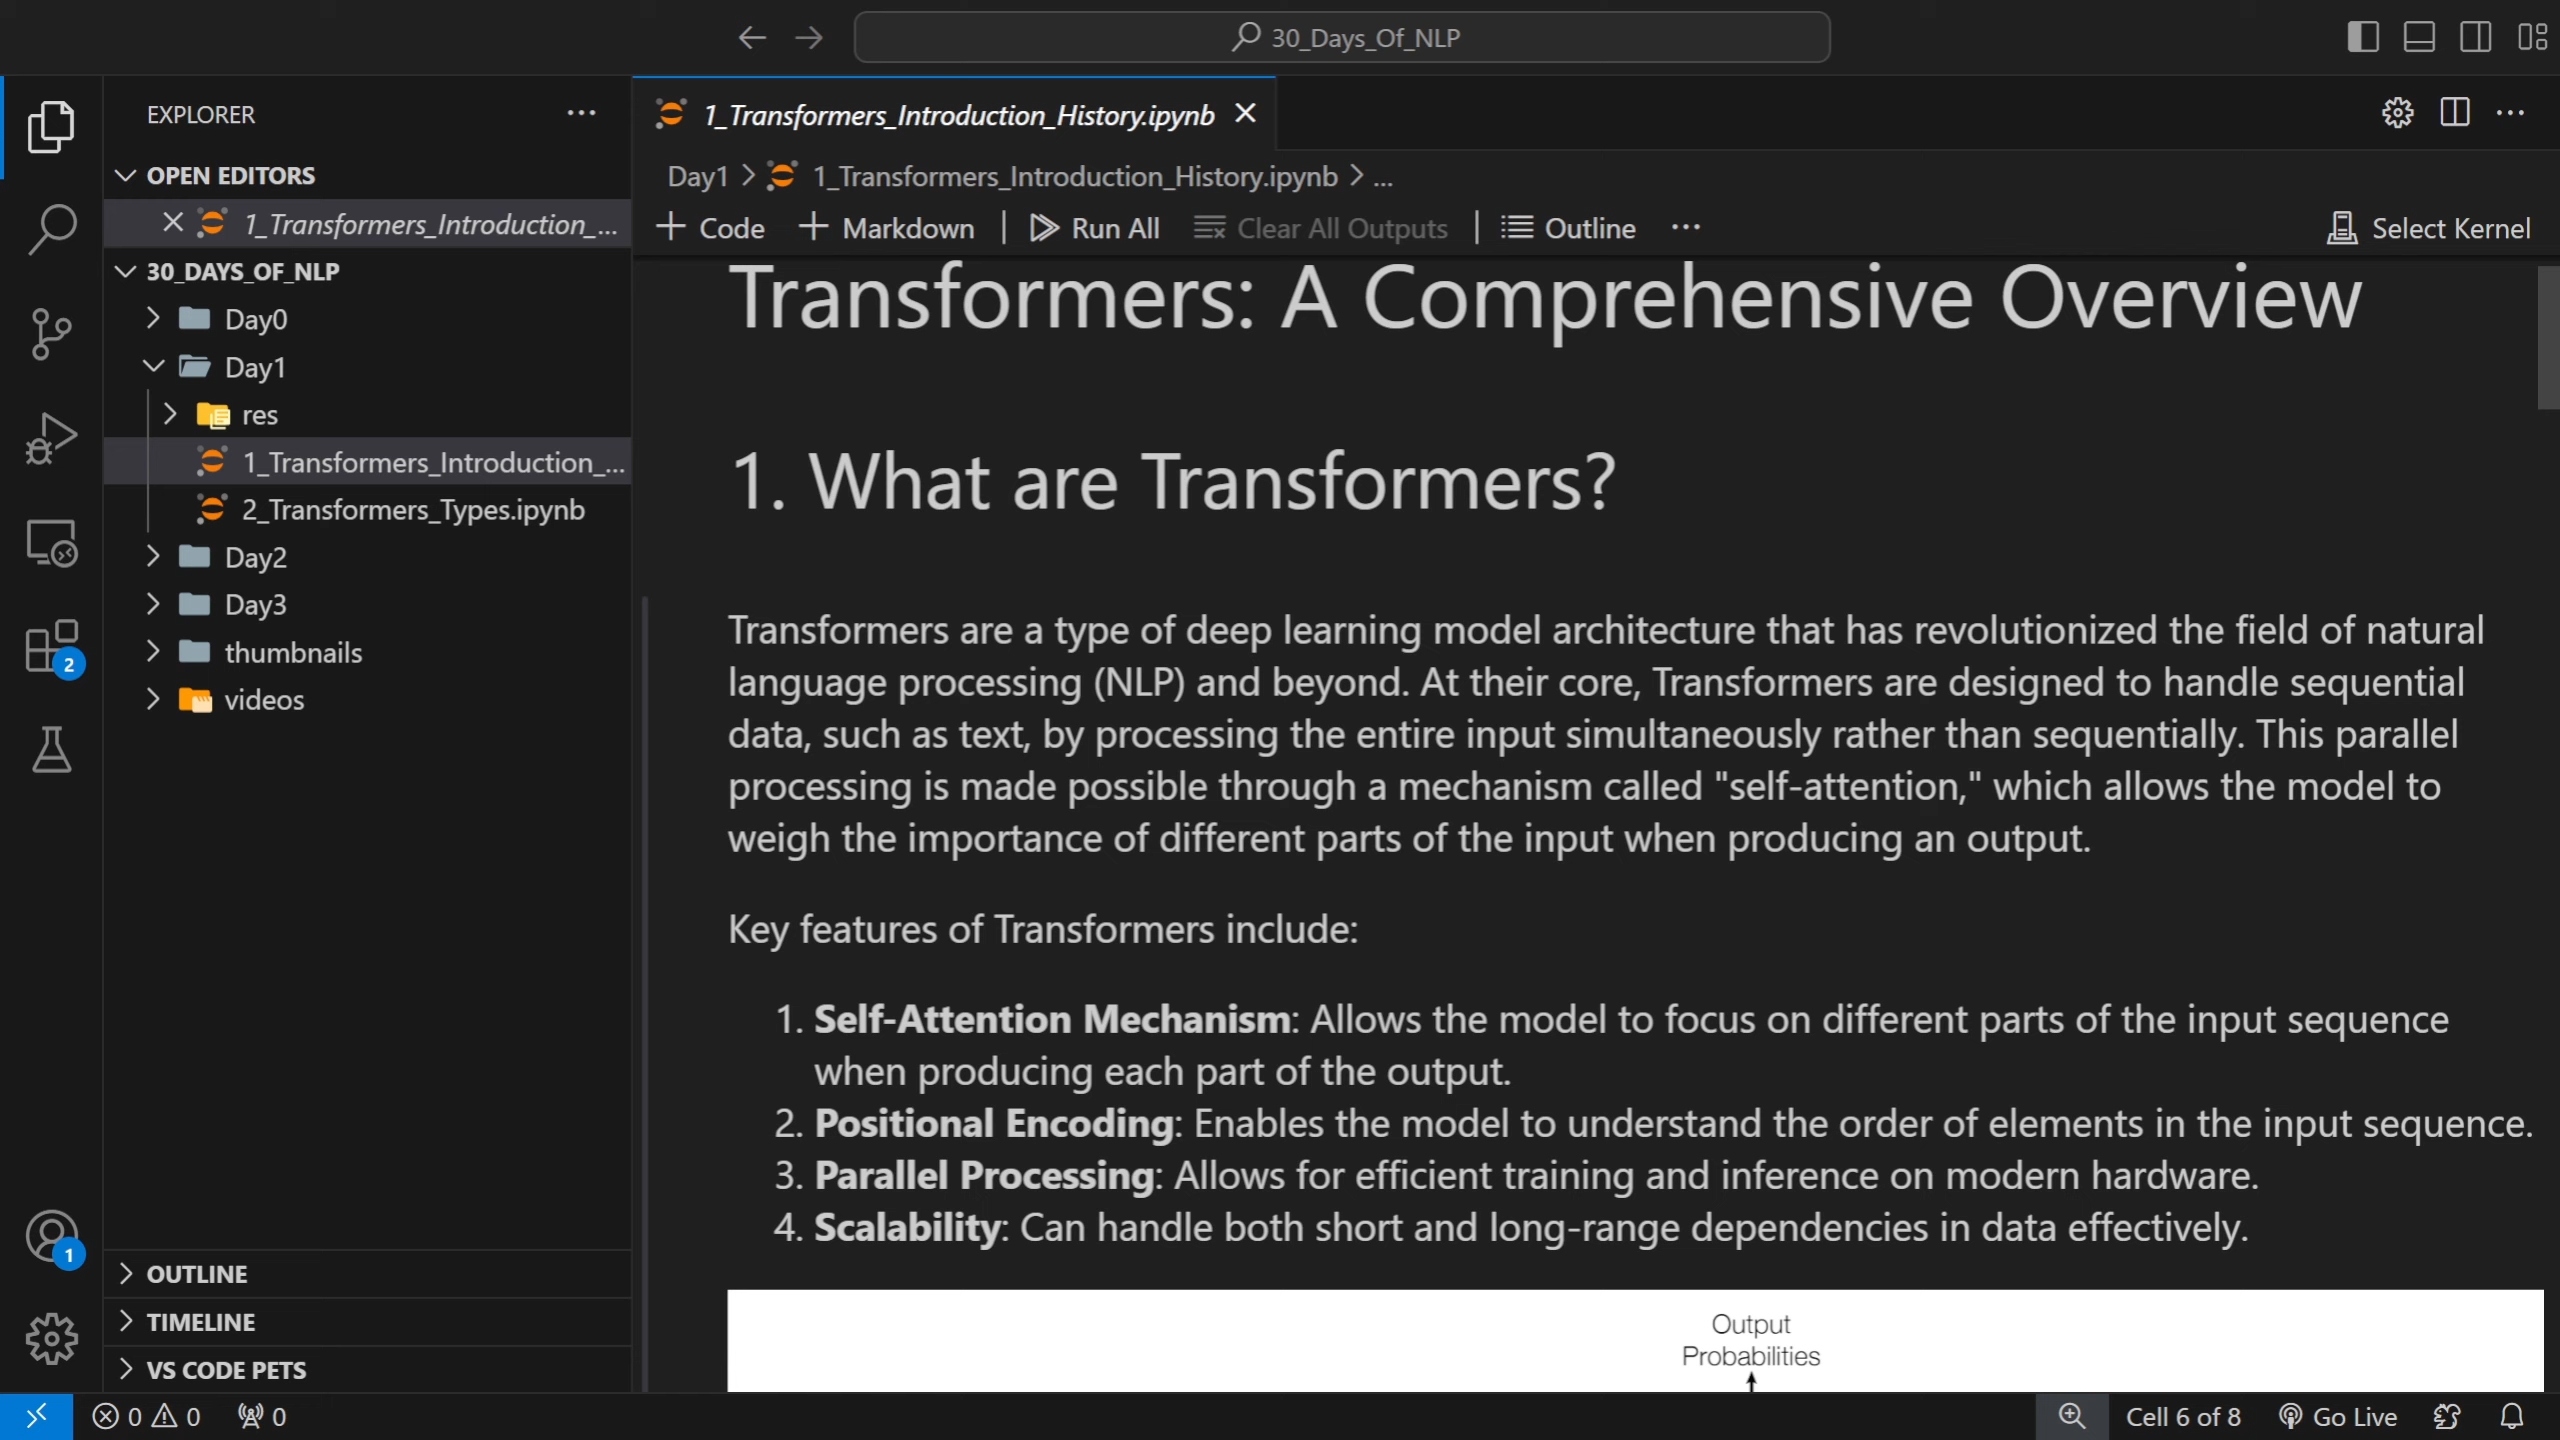 30_Days_Of_NLP
EXPLORER
OPEN EDITORS
1_Transformers_Introduction_...
30_DAYS_OF_NLP
Day0
Day1
res
1_Transformers_Introduction_...
2_Transformers_Types.ipynb
Day2
Day3
thumbnails
videos
OUTLINE
TIMELINE
VS CODE PETS
2
1
1_Transformers_Introduction_History.ipynb
Day1 > 1_Transformers_Introduction_History.ipynb > ...
+ Code + Markdown | Run All Clear All Outputs | Outline ... Select Kernel
Transformers: A Comprehensive Overview
1. What are Transformers?
Transformers are a type of deep learning model architecture that has revolutionized the field of natural
language processing (NLP) and beyond. At their core, Transformers are designed to handle sequential
data, such as text, by processing the entire input simultaneously rather than sequentially. This parallel
processing is made possible through a mechanism called "self-attention," which allows the model to
weigh the importance of different parts of the input when producing an output.
Key features of Transformers include:
1. Self-Attention Mechanism: Allows the model to focus on different parts of the input sequence
when producing each part of the output.
2. Positional Encoding: Enables the model to understand the order of elements in the input sequence.
3. Parallel Processing: Allows for efficient training and inference on modern hardware.
4. Scalability: Can handle both short and long-range dependencies in data effectively.
Output
Probabilities
0 0 0 Cell 6 of 8 Go Live